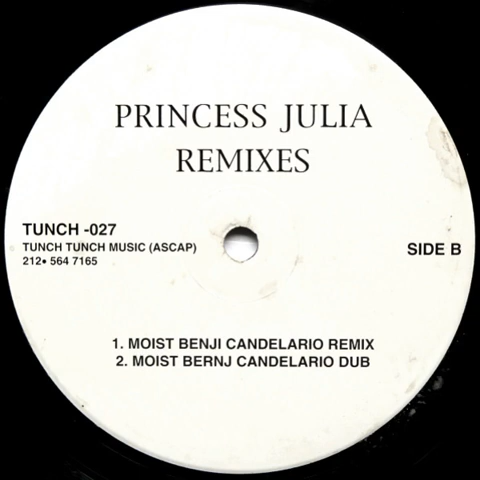 PRINCESS JULIA
REMIXES
TUNCH -027
TUNCH TUNCH MUSIC (ASCAP)
212• 564 7165
SIDE B
1. MOIST BENJI CANDELARIO REMIX
2. MOIST BERNJ CANDELARIO DUB